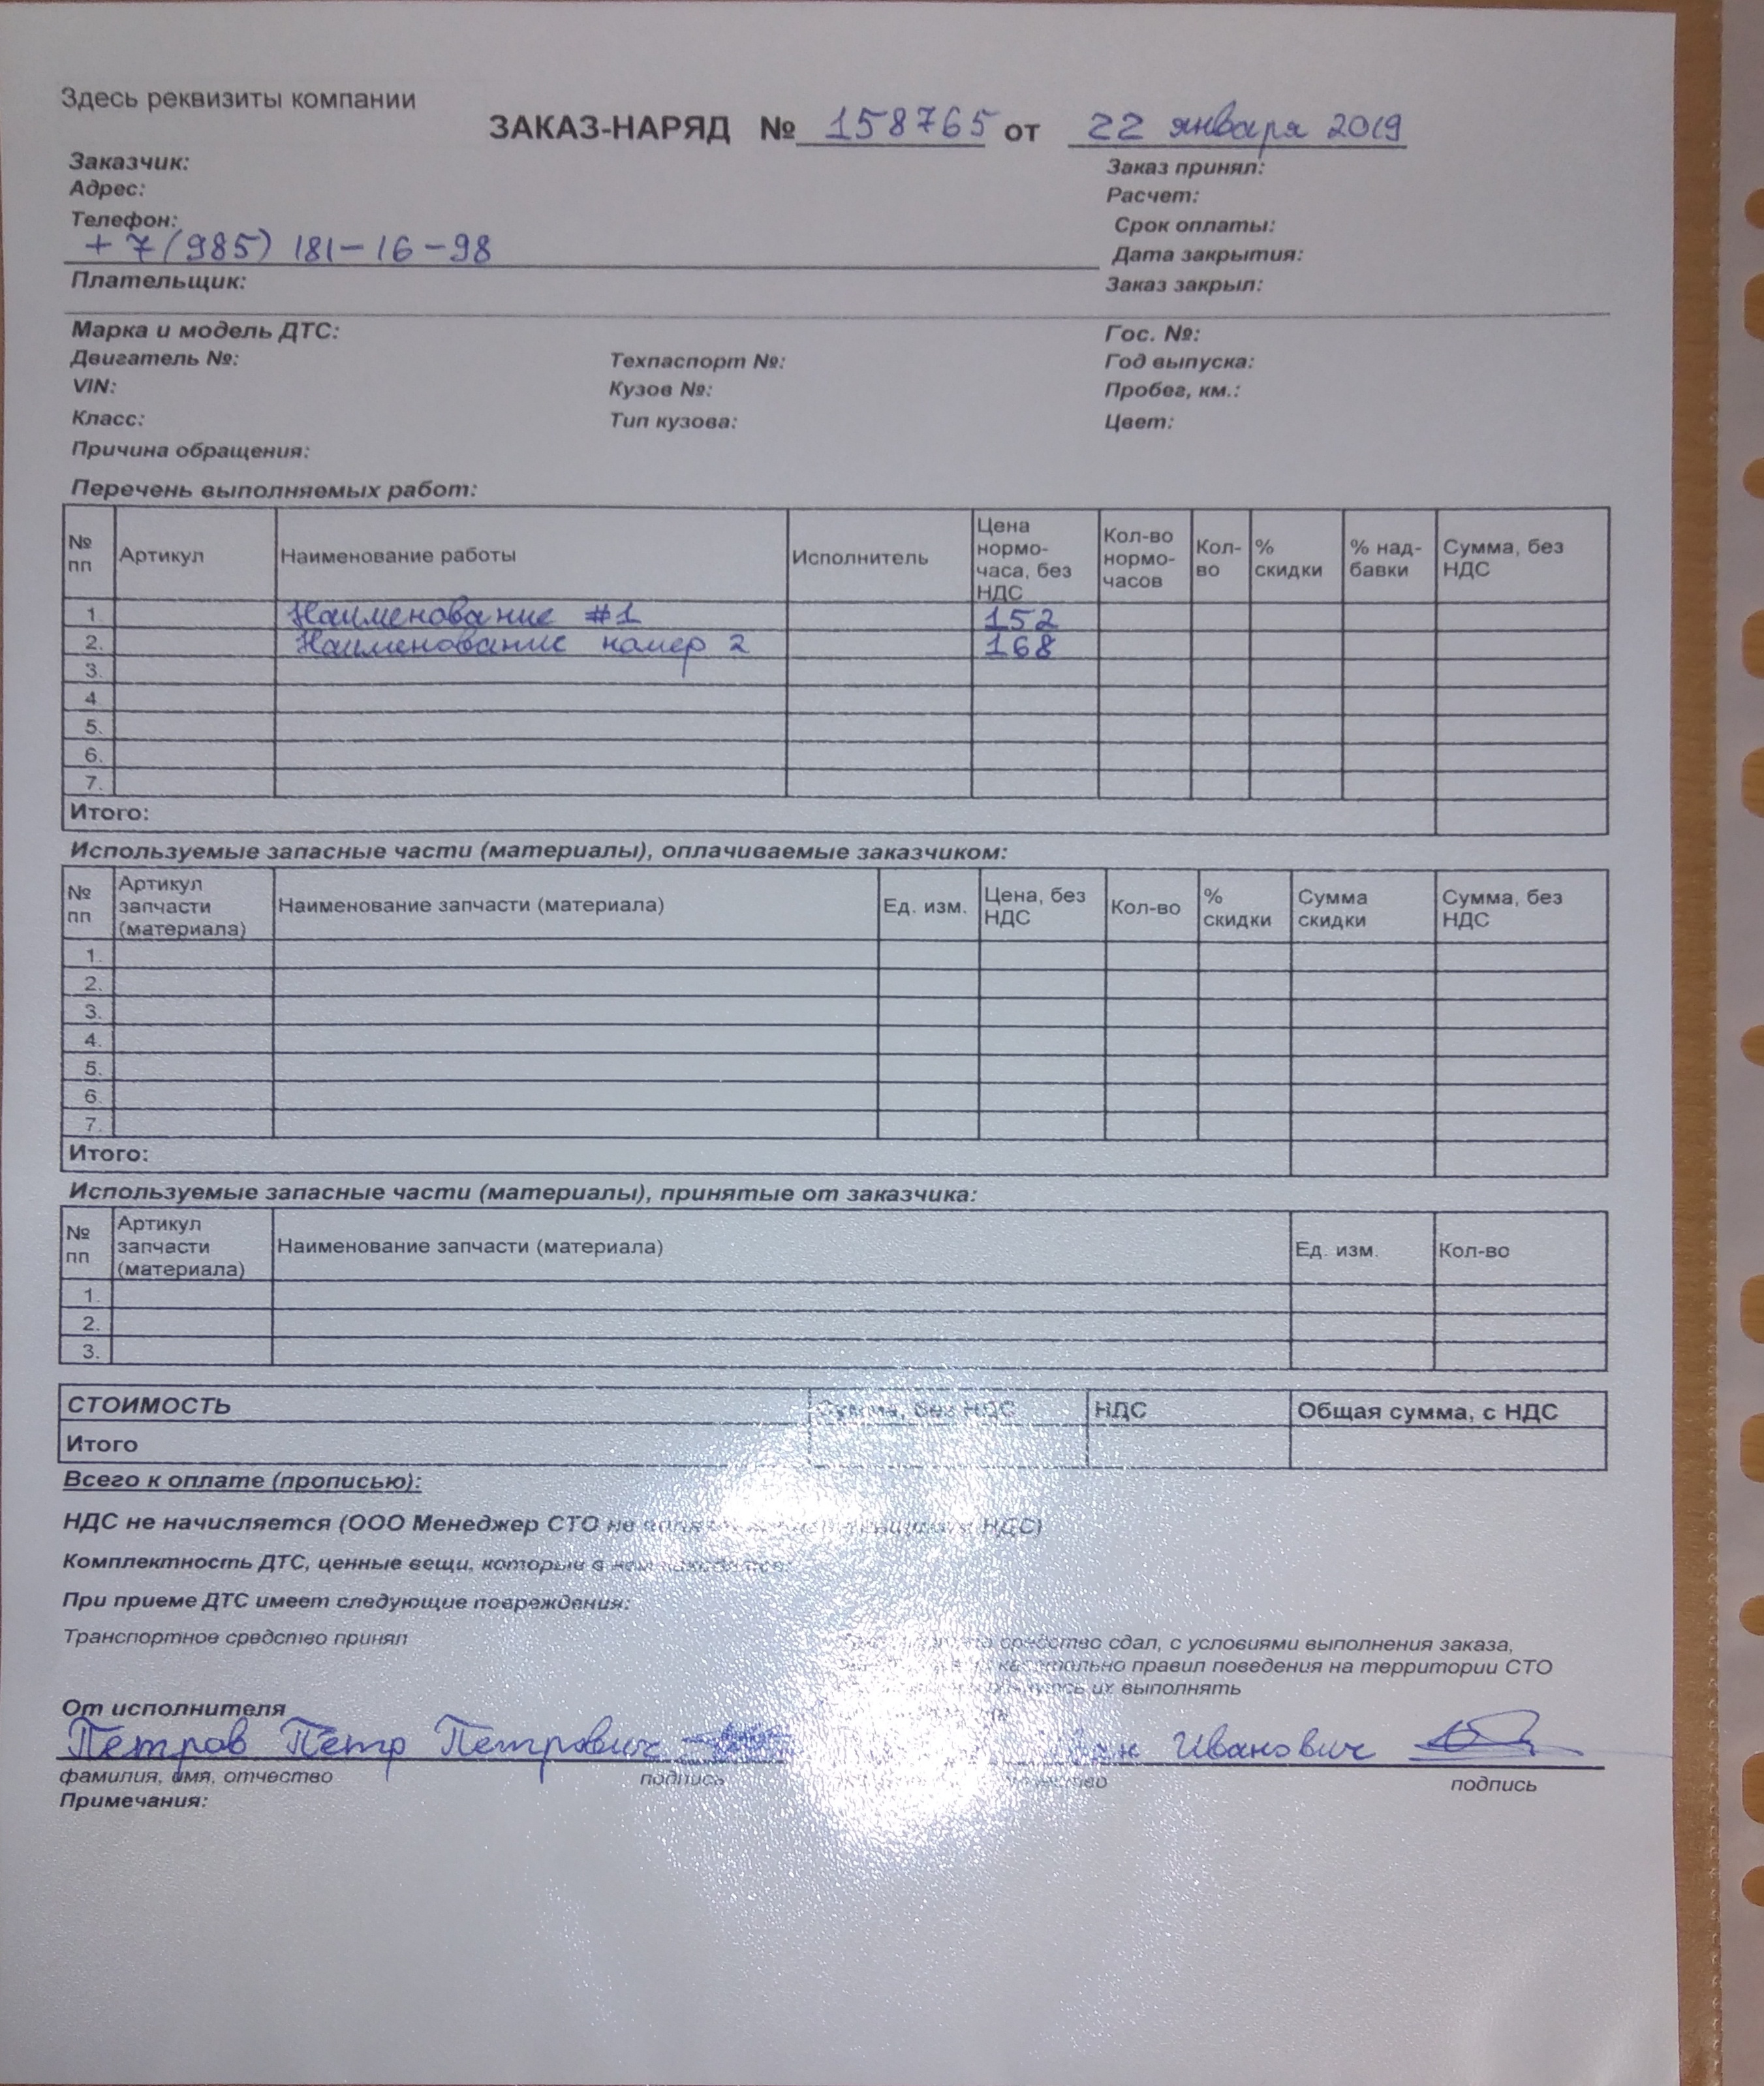 Здесь реквизиты компании
ЗАКАЗ-НАРЯД № 158765 от 22 января 2019
Заказчик: Заказ принял:
Адрес: Расчет:
Телефон: Срок оплаты:
+7(985) 181-16-98 Дата закрытия:
Плательщик: Заказ закрыл:
Марка и модель ДТС: Гос. №:
Двигатель №: Техпаспорт №: Год выпуска:
VIN: Кузов №: Пробег, км.:
Класс: Тип кузова: Цвет:
Причина обращения:
Перечень выполняемых работ:
№ пп Артикул Наименование работы Исполнитель Цена нормо-часа, без НДС Кол-во нормо-часов Кол-во % скидки % над-бавки Сумма, без НДС
1. Наименование #1 152
2. Наименование номер 2 168
3.
4.
5.
6.
7.
Итого:
Используемые запасные части (материалы), оплачиваемые заказчиком:
№ пп Артикул запчасти (материала) Наименование запчасти (материала) Ед. изм. Цена, без НДС Кол-во % скидки Сумма скидки Сумма, без НДС
1.
2.
3.
4.
5.
6.
7.
Итого:
Используемые запасные части (материалы), принятые от заказчика:
№ пп Артикул запчасти (материала) Наименование запчасти (материала) Ед. изм. Кол-во
1.
2.
3.
СТОИМОСТЬ Сумма, без НДС НДС Общая сумма, с НДС
Итого
Всего к оплате (прописью):
НДС не начисляется (ООО Менеджер СТО не НДС)
Комплектность ДТС, ценные вещи, которые в нем находятся:
При приеме ДТС имеет следующие повреждения:
Транспортное средство принял
средство сдал, с условиями выполнения заказа,
правил поведения на территории СТО
их выполнять
От исполнителя
Петров Петр Петрович Иванович
фамилия, имя, отчество подпись подпись
Примечания: